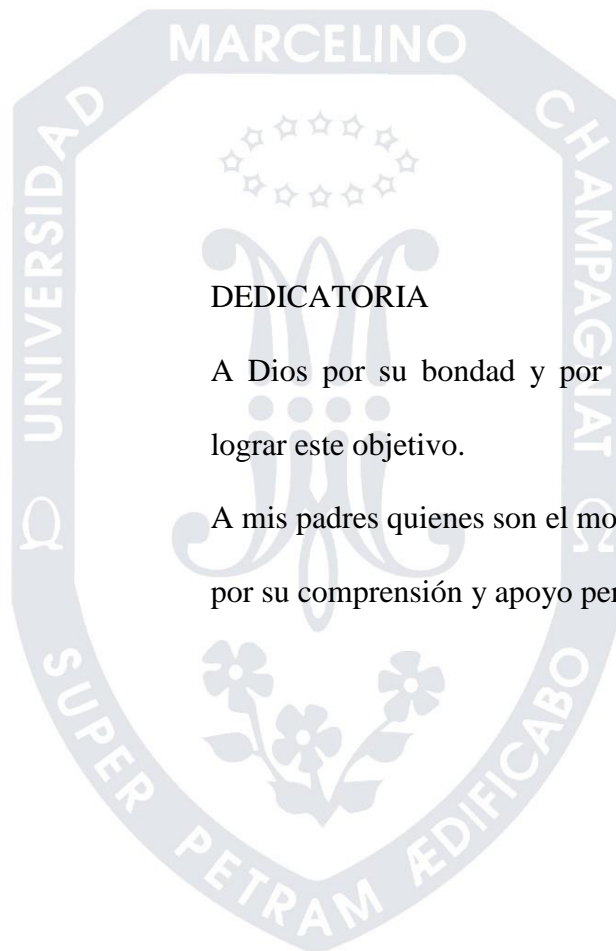 MARCELINO
UNIVERSIDAD
CHAMPAGNAT
DEDICATORIA
A Dios por su bondad y por
lograr este objetivo.
A mis padres quienes son el
por su comprensión y apoyo
SUPER PETRAM ÆDIFICABO